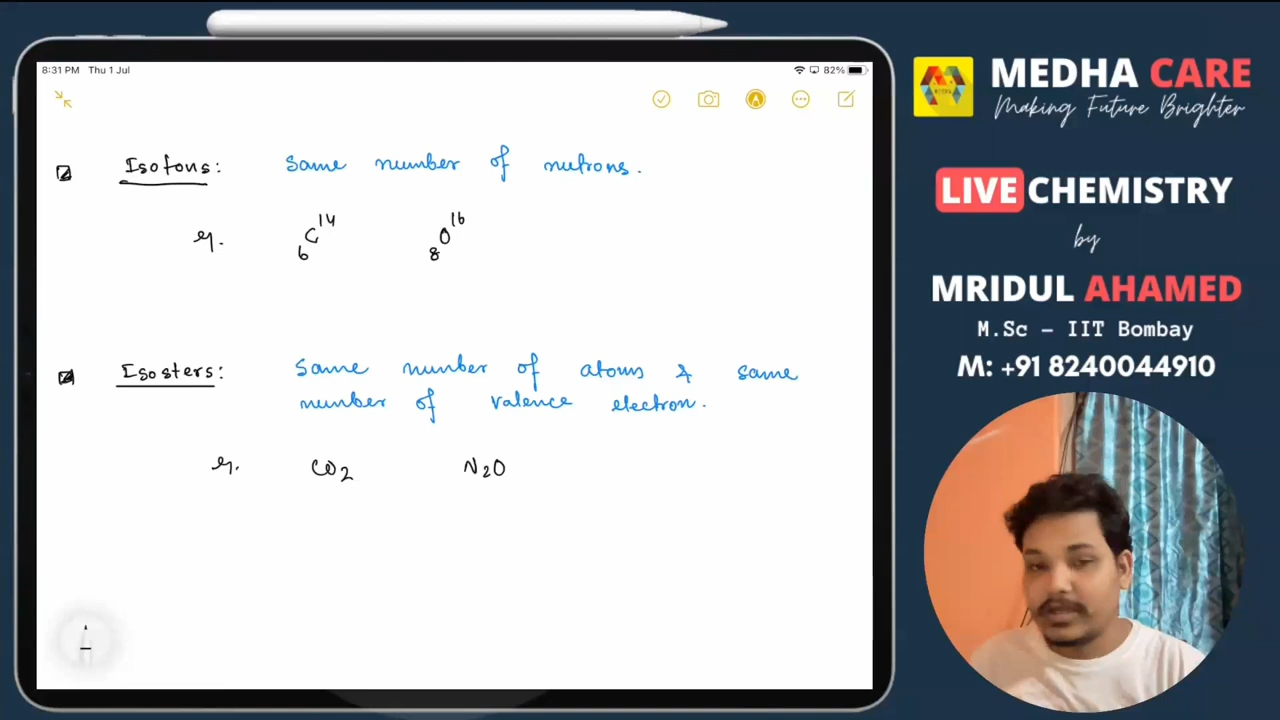 8:31 PM Thu 1 Jul
82%
Isotons: Same number of nutrons.
eg. 6C14 8O16
Isosters: Same number of atoms & same
number of valence electron.
eg. CO2 N2O
MEDHA CARE
Making Future Brighter
LIVE CHEMISTRY
by
MRIDUL AHAMED
M.Sc – IIT Bombay
M: +91 8240044910